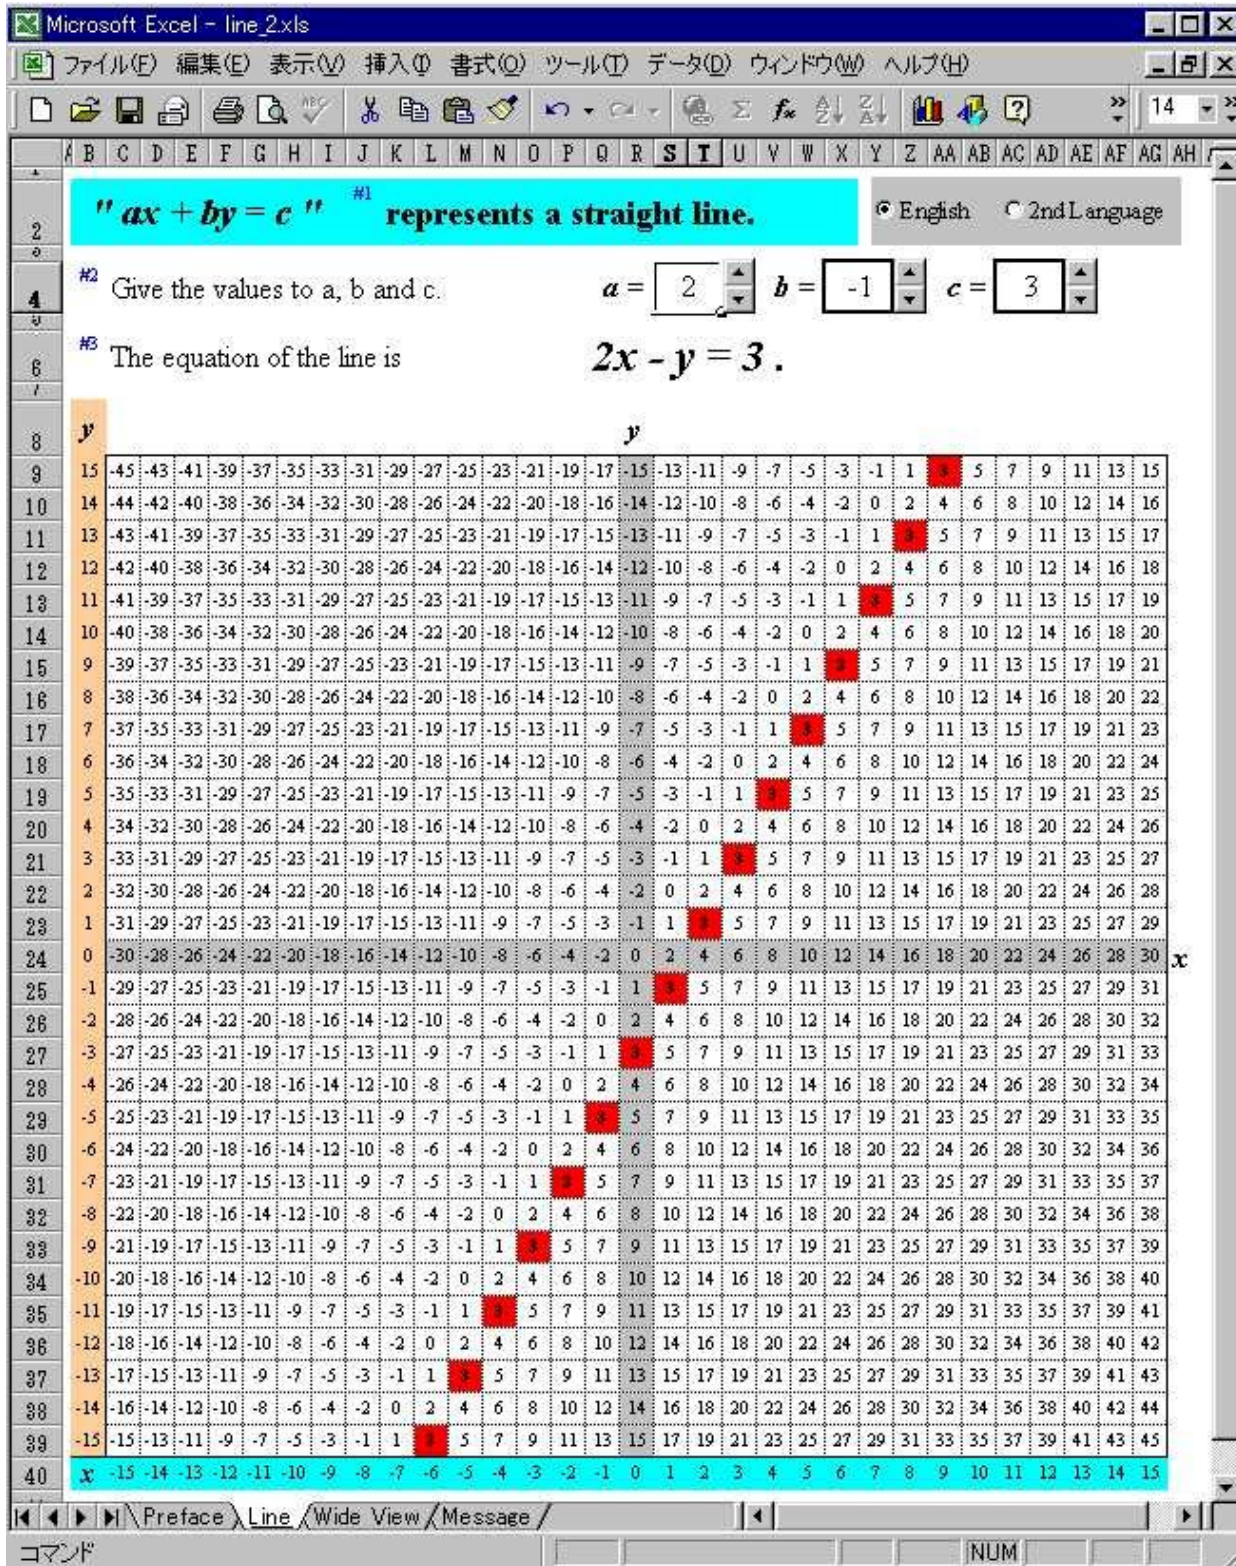 Microsoft Excel - line_2.xls
ファイル(F) 編集(E) 表示(V) 挿入(I) 書式(O) ツール(T) データ(D) ウィンドウ(W) ヘルプ(H)
14
A B C D E F G H I J K L M N O P Q R S T U V W X Y Z AA AB AC AD AE AF AG AH
2 " ax + by = c " #1 represents a straight line. English 2nd Language
4 #2 Give the values to a, b and c. a = 2 b = -1 c = 3
6 #3 The equation of the line is 2x - y = 3 .
8 y y
9 15 -45 -43 -41 -39 -37 -35 -33 -31 -29 -27 -25 -23 -21 -19 -17 -15 -13 -11 -9 -7 -5 -3 -1 1 3 5 7 9 11 13 15
10 14 -44 -42 -40 -38 -36 -34 -32 -30 -28 -26 -24 -22 -20 -18 -16 -14 -12 -10 -8 -6 -4 -2 0 2 4 6 8 10 12 14 16
11 13 -43 -41 -39 -37 -35 -33 -31 -29 -27 -25 -23 -21 -19 -17 -15 -13 -11 -9 -7 -5 -3 -1 1 3 5 7 9 11 13 15 17
12 12 -42 -40 -38 -36 -34 -32 -30 -28 -26 -24 -22 -20 -18 -16 -14 -12 -10 -8 -6 -4 -2 0 2 4 6 8 10 12 14 16 18
13 11 -41 -39 -37 -35 -33 -31 -29 -27 -25 -23 -21 -19 -17 -15 -13 -11 -9 -7 -5 -3 -1 1 3 5 7 9 11 13 15 17 19
14 10 -40 -38 -36 -34 -32 -30 -28 -26 -24 -22 -20 -18 -16 -14 -12 -10 -8 -6 -4 -2 0 2 4 6 8 10 12 14 16 18 20
15 9 -39 -37 -35 -33 -31 -29 -27 -25 -23 -21 -19 -17 -15 -13 -11 -9 -7 -5 -3 -1 1 3 5 7 9 11 13 15 17 19 21
16 8 -38 -36 -34 -32 -30 -28 -26 -24 -22 -20 -18 -16 -14 -12 -10 -8 -6 -4 -2 0 2 4 6 8 10 12 14 16 18 20 22
17 7 -37 -35 -33 -31 -29 -27 -25 -23 -21 -19 -17 -15 -13 -11 -9 -7 -5 -3 -1 1 3 5 7 9 11 13 15 17 19 21 23
18 6 -36 -34 -32 -30 -28 -26 -24 -22 -20 -18 -16 -14 -12 -10 -8 -6 -4 -2 0 2 4 6 8 10 12 14 16 18 20 22 24
19 5 -35 -33 -31 -29 -27 -25 -23 -21 -19 -17 -15 -13 -11 -9 -7 -5 -3 -1 1 3 5 7 9 11 13 15 17 19 21 23 25
20 4 -34 -32 -30 -28 -26 -24 -22 -20 -18 -16 -14 -12 -10 -8 -6 -4 -2 0 2 4 6 8 10 12 14 16 18 20 22 24 26
21 3 -33 -31 -29 -27 -25 -23 -21 -19 -17 -15 -13 -11 -9 -7 -5 -3 -1 1 3 5 7 9 11 13 15 17 19 21 23 25 27
22 2 -32 -30 -28 -26 -24 -22 -20 -18 -16 -14 -12 -10 -8 -6 -4 -2 0 2 4 6 8 10 12 14 16 18 20 22 24 26 28
23 1 -31 -29 -27 -25 -23 -21 -19 -17 -15 -13 -11 -9 -7 -5 -3 -1 1 3 5 7 9 11 13 15 17 19 21 23 25 27 29
24 0 -30 -28 -26 -24 -22 -20 -18 -16 -14 -12 -10 -8 -6 -4 -2 0 2 4 6 8 10 12 14 16 18 20 22 24 26 28 30 x
25 -1 -29 -27 -25 -23 -21 -19 -17 -15 -13 -11 -9 -7 -5 -3 -1 1 3 5 7 9 11 13 15 17 19 21 23 25 27 29 31
26 -2 -28 -26 -24 -22 -20 -18 -16 -14 -12 -10 -8 -6 -4 -2 0 2 4 6 8 10 12 14 16 18 20 22 24 26 28 30 32
27 -3 -27 -25 -23 -21 -19 -17 -15 -13 -11 -9 -7 -5 -3 -1 1 3 5 7 9 11 13 15 17 19 21 23 25 27 29 31 33
28 -4 -26 -24 -22 -20 -18 -16 -14 -12 -10 -8 -6 -4 -2 0 2 4 6 8 10 12 14 16 18 20 22 24 26 28 30 32 34
29 -5 -25 -23 -21 -19 -17 -15 -13 -11 -9 -7 -5 -3 -1 1 3 5 7 9 11 13 15 17 19 21 23 25 27 29 31 33 35
30 -6 -24 -22 -20 -18 -16 -14 -12 -10 -8 -6 -4 -2 0 2 4 6 8 10 12 14 16 18 20 22 24 26 28 30 32 34 36
31 -7 -23 -21 -19 -17 -15 -13 -11 -9 -7 -5 -3 -1 1 3 5 7 9 11 13 15 17 19 21 23 25 27 29 31 33 35 37
32 -8 -22 -20 -18 -16 -14 -12 -10 -8 -6 -4 -2 0 2 4 6 8 10 12 14 16 18 20 22 24 26 28 30 32 34 36 38
33 -9 -21 -19 -17 -15 -13 -11 -9 -7 -5 -3 -1 1 3 5 7 9 11 13 15 17 19 21 23 25 27 29 31 33 35 37 39
34 -10 -20 -18 -16 -14 -12 -10 -8 -6 -4 -2 0 2 4 6 8 10 12 14 16 18 20 22 24 26 28 30 32 34 36 38 40
35 -11 -19 -17 -15 -13 -11 -9 -7 -5 -3 -1 1 3 5 7 9 11 13 15 17 19 21 23 25 27 29 31 33 35 37 39 41
36 -12 -18 -16 -14 -12 -10 -8 -6 -4 -2 0 2 4 6 8 10 12 14 16 18 20 22 24 26 28 30 32 34 36 38 40 42
37 -13 -17 -15 -13 -11 -9 -7 -5 -3 -1 1 3 5 7 9 11 13 15 17 19 21 23 25 27 29 31 33 35 37 39 41 43
38 -14 -16 -14 -12 -10 -8 -6 -4 -2 0 2 4 6 8 10 12 14 16 18 20 22 24 26 28 30 32 34 36 38 40 42 44
39 -15 -15 -13 -11 -9 -7 -5 -3 -1 1 3 5 7 9 11 13 15 17 19 21 23 25 27 29 31 33 35 37 39 41 43 45
40 x -15 -14 -13 -12 -11 -10 -9 -8 -7 -6 -5 -4 -3 -2 -1 0 1 2 3 4 5 6 7 8 9 10 11 12 13 14 15
Preface Line Wide View Message
コマンド NUM